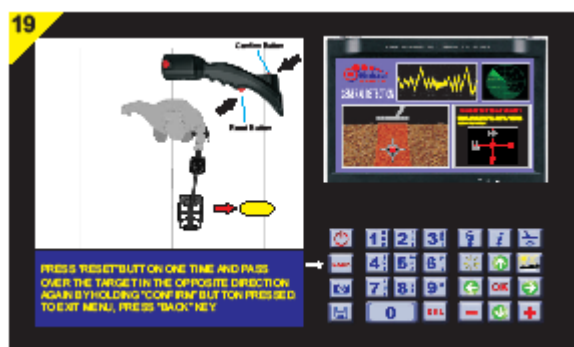 19
Confirm Button
Reset Button
GENERAL DETECTION
PRESS "RESET" BUTTON ONE TIME AND PASS
OVER THE TARGET IN THE OPPOSITE DIRECTION
AGAIN BY HOLDING "CONFIRM" BUTTON PRESSED
TO EXIT MENU, PRESS "BACK" KEY
1 2 3
4 5 6
7 8 9
0
OK